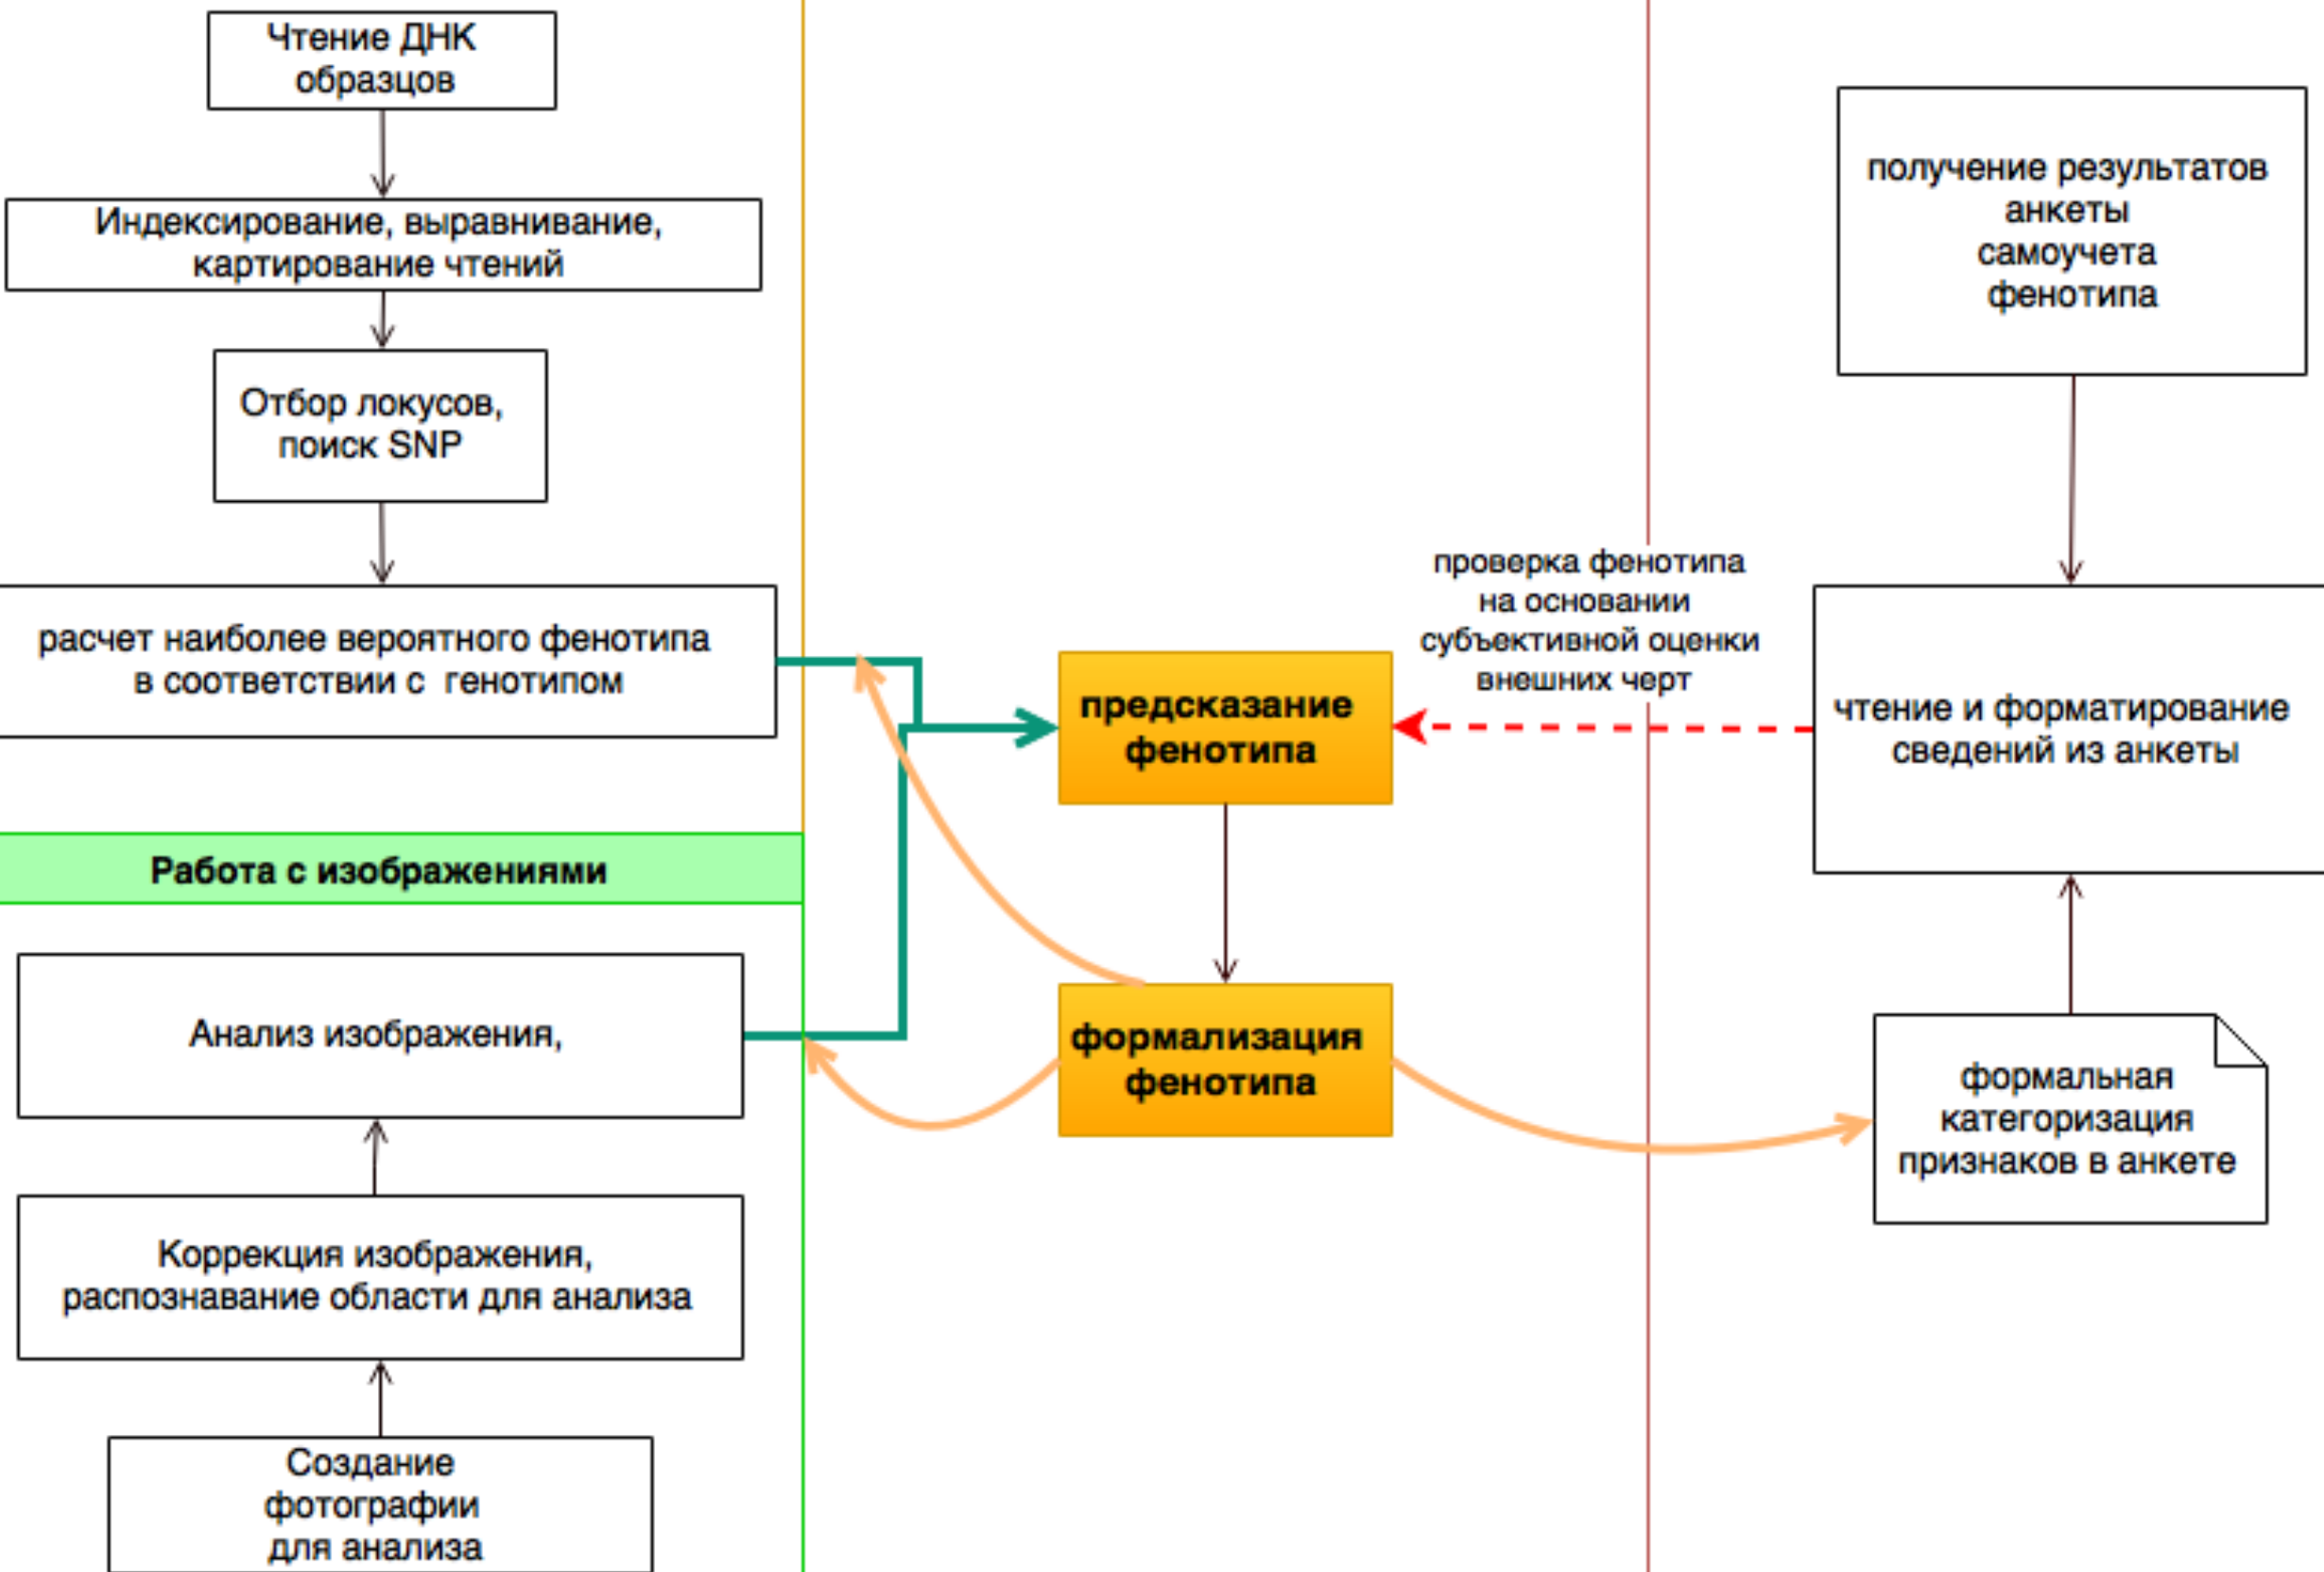 Чтение ДНК
образцов
Индексирование, выравнивание,
картирование чтений
Отбор локусов,
поиск SNP
расчет наиболее вероятного фенотипа
в соответствии с генотипом
Работа с изображениями
Анализ изображения,
Коррекция изображения,
распознавание области для анализа
Создание
фотографии
для анализа
предсказание
фенотипа
формализация
фенотипа
проверка фенотипа
на основании
субъективной оценки
внешних черт
получение результатов
анкеты
самоучета
фенотипа
чтение и форматирование
сведений из анкеты
формальная
категоризация
признаков в анкете